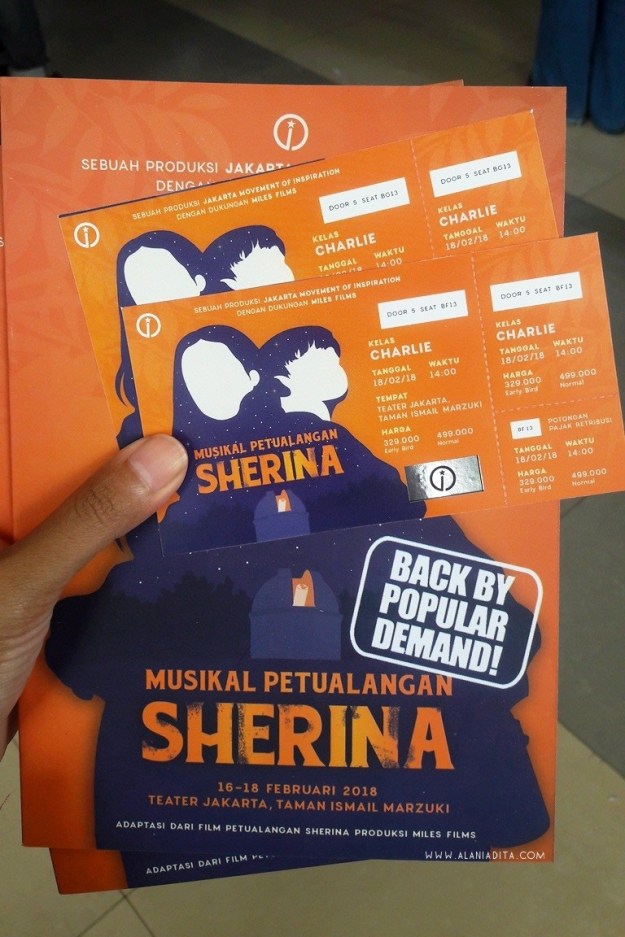 SEBUAH PRODUKSI JAKARTA
DENGAN
SEBUAH PRODUKSI JAKARTA MOVEMENT OF INSPIRATION
DENGAN DUKUNGAN MILES FILMS
DOOR 5 SEAT BG13
KELAS
CHARLIE
TANGGAL WAKTU
18/02/18 14:00
DOOR 5 SEAT BG13
KELAS
CHARLIE
TANGGAL WAKTU
18/02/18 14:00
SEBUAH PRODUKSI JAKARTA MOVEMENT OF INSPIRATION
DENGAN DUKUNGAN MILES FILMS
MUSIKAL PETUALANGAN
SHERINA
DOOR 5 SEAT BF13
KELAS
CHARLIE
TANGGAL WAKTU
18/02/18 14:00
TEMPAT
TEATER JAKARTA,
TAMAN ISMAIL MARZUKI
HARGA
329.000 499.000
Early Bird Normal
DOOR 5 SEAT BF13
KELAS
CHARLIE
TANGGAL WAKTU
18/02/18 14:00
HARGA
329.000 499.000
Early Bird Normal
BF13 POTONGAN
PAJAK RETRIBUSI
TANGGAL WAKTU
18/02/18 14:00
HARGA
329.000 499.000
Early Bird Normal
BACK BY
POPULAR
DEMAND!
MUSIKAL PETUALANGAN
SHERINA
16-18 FEBRUARI 2018
TEATER JAKARTA, TAMAN ISMAIL MARZUKI
ADAPTASI DARI FILM PETUALANGAN SHERINA PRODUKSI MILES FILMS
WWW.ALANIADITA.COM
ADAPTASI DARI FILM